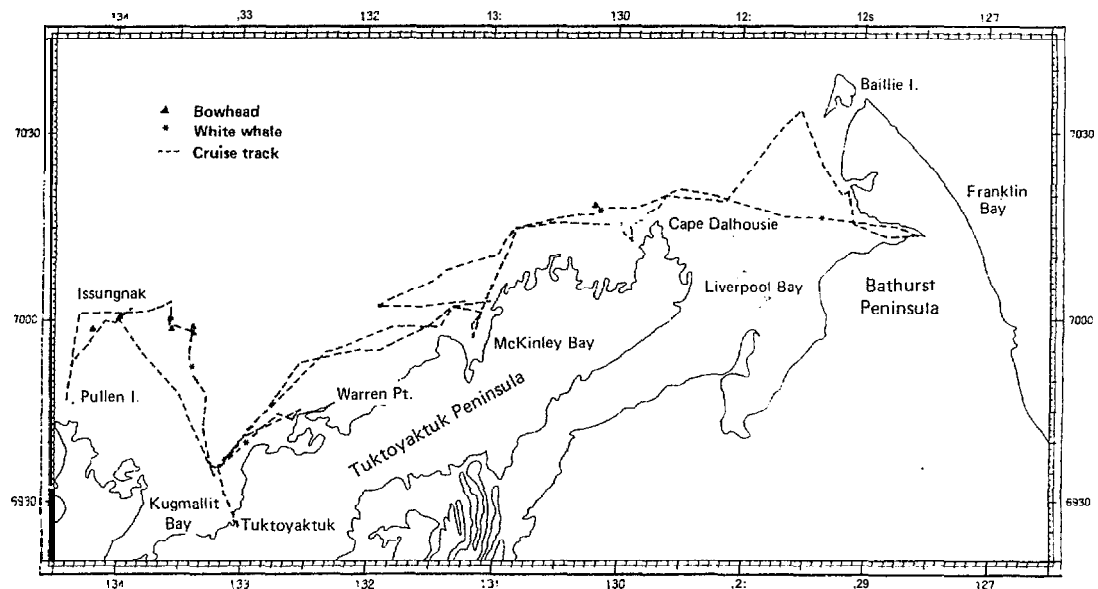 134
,33
132
13:
130
12:
12s
127
Baillie I.
Bowhead
White whale
Cruise track
7030
7030
Franklin
Bay
Cape Dalhousie
Issungnak
Liverpool Bay
Bathurst
Peninsula
7000
7000
McKinley Bay
Pullen I.
Warren Pt.
Tuktoyaktuk Peninsula
6930
6930
Kugmallit
Bay
Tuktoyaktuk
134
133
132
131
130
,2:
,29
127